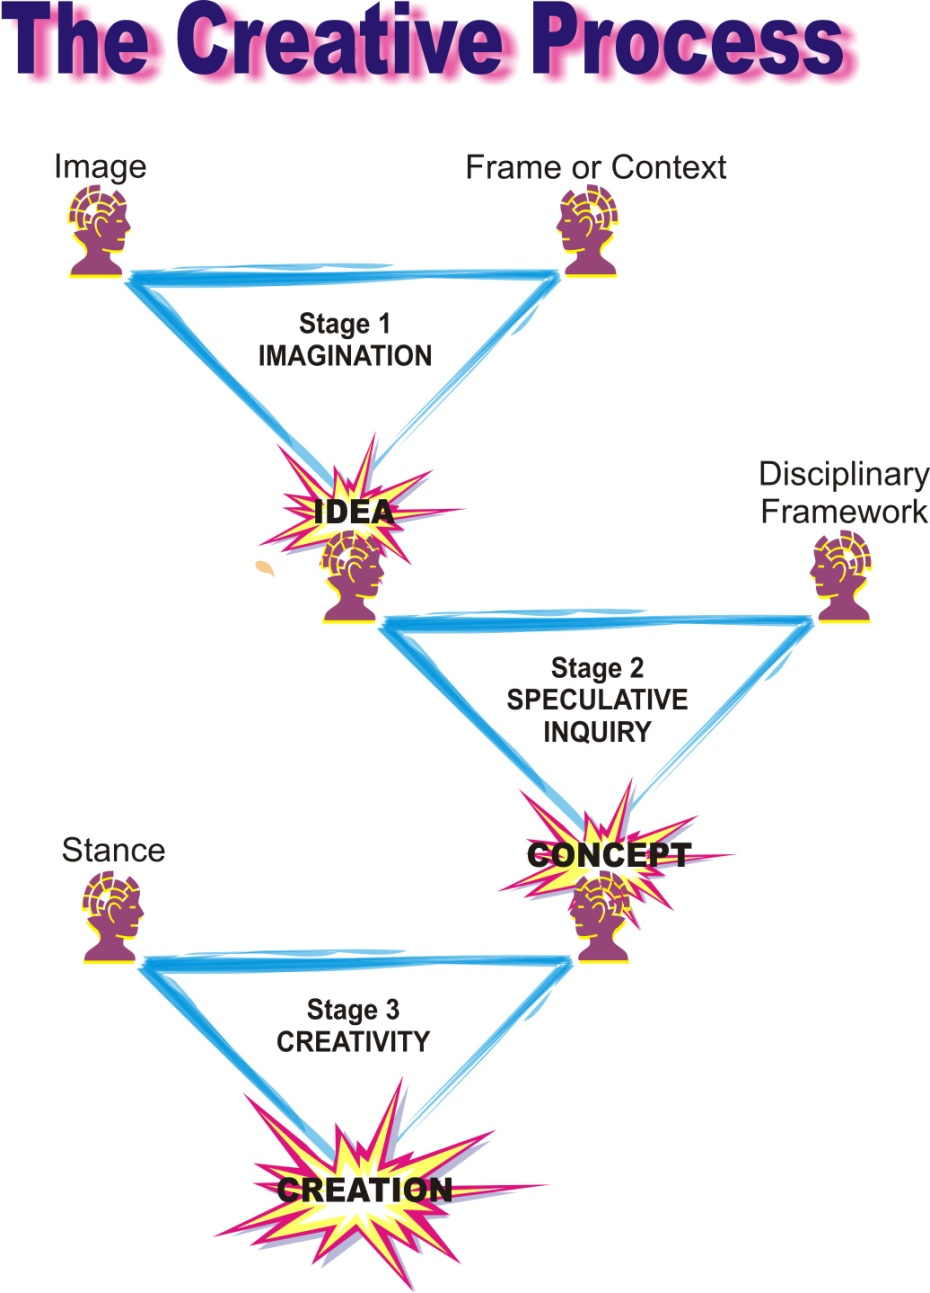 The Creative Process
Image
Frame or Context
Stage 1
IMAGINATION
IDEA
Disciplinary
Framework
Stage 2
SPECULATIVE
INQUIRY
CONCEPT
Stance
Stage 3
CREATIVITY
CREATION